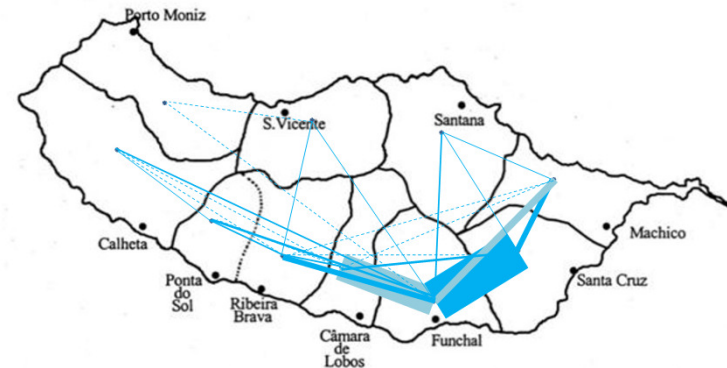 Porto Moniz
S. Vicente
Santana
Calheta
Machico
Ponta
do
Sol
Ribeira
Brava
Santa Cruz
Câmara
de
Lobos
Funchal